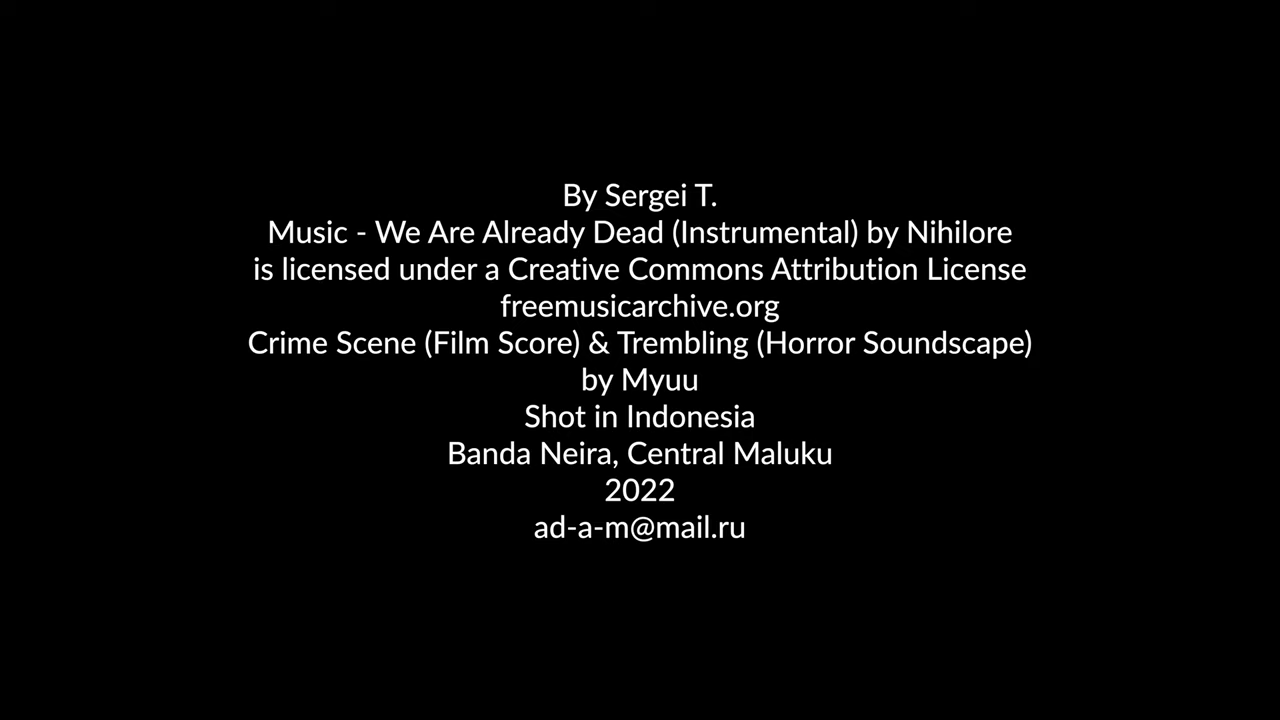 By Sergei T.
Music - We Are Already Dead (Instrumental) by Nihilore
is licensed under a Creative Commons Attribution License
freemusicarchive.org
Crime Scene (Film Score) & Trembling (Horror Soundscape)
by Myuu
Shot in Indonesia
Banda Neira, Central Maluku
2022
ad-a-m@mail.ru